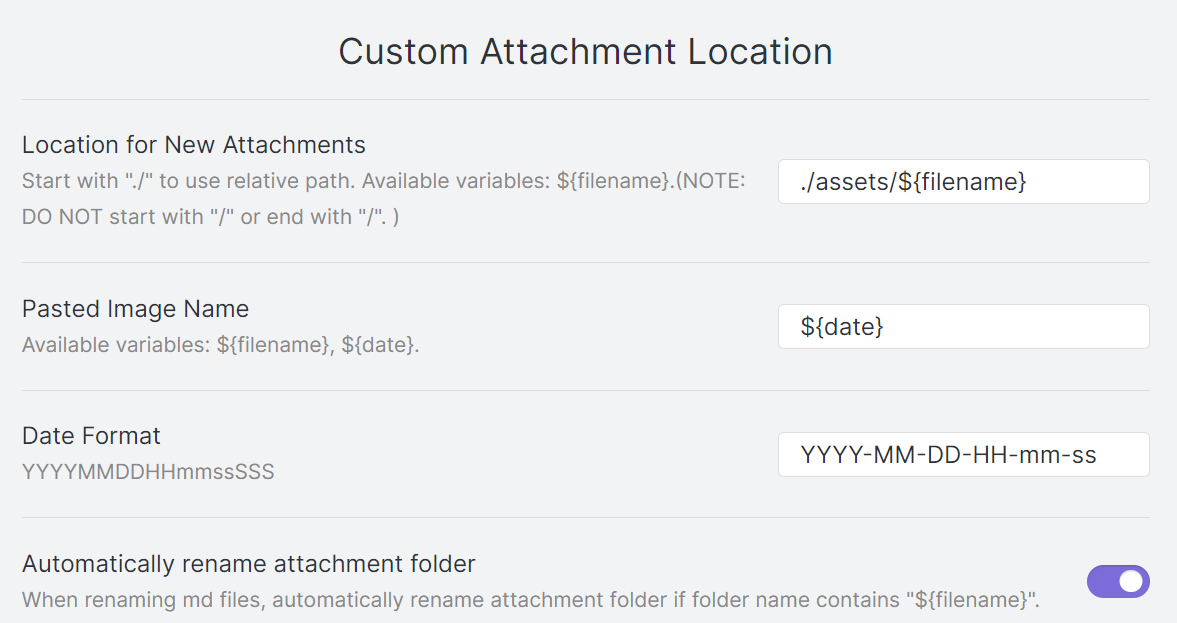 Custom Attachment Location
Location for New Attachments
Start with "./" to use relative path. Available variables: ${filename}.(NOTE:
DO NOT start with "/" or end with "/". )
./assets/${filename}
Pasted Image Name
Available variables: ${filename}, ${date}.
${date}
Date Format
YYYYMMDDHHmmssSSS
YYYY-MM-DD-HH-mm-ss
Automatically rename attachment folder
When renaming md files, automatically rename attachment folder if folder name contains "${filename}".